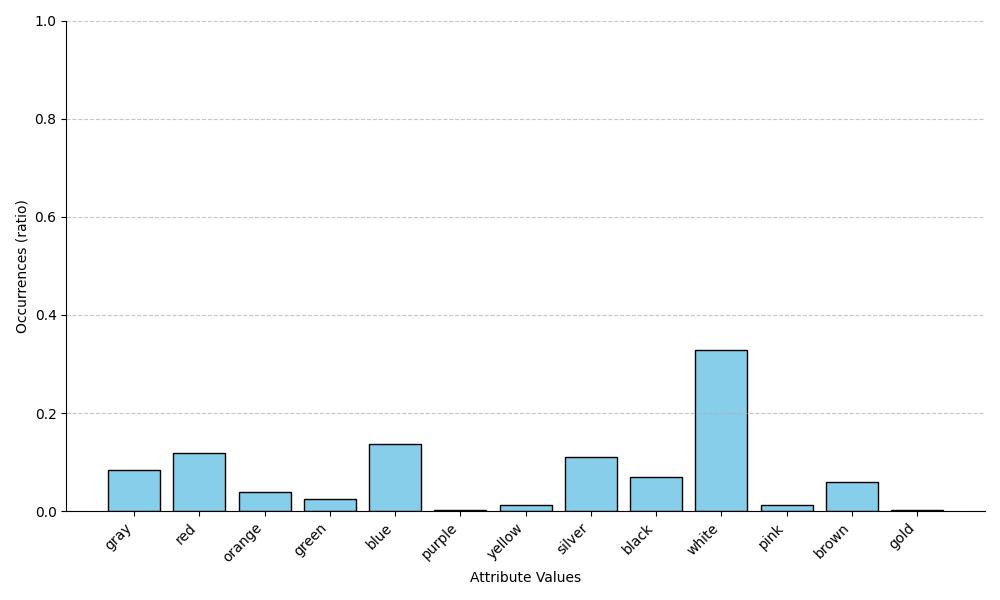 1.0
0.8
0.6
0.4
0.2
0.0
Occurrences (ratio)
gray
red
orange
green
blue
purple
yellow
silver
black
white
pink
brown
gold
Attribute Values